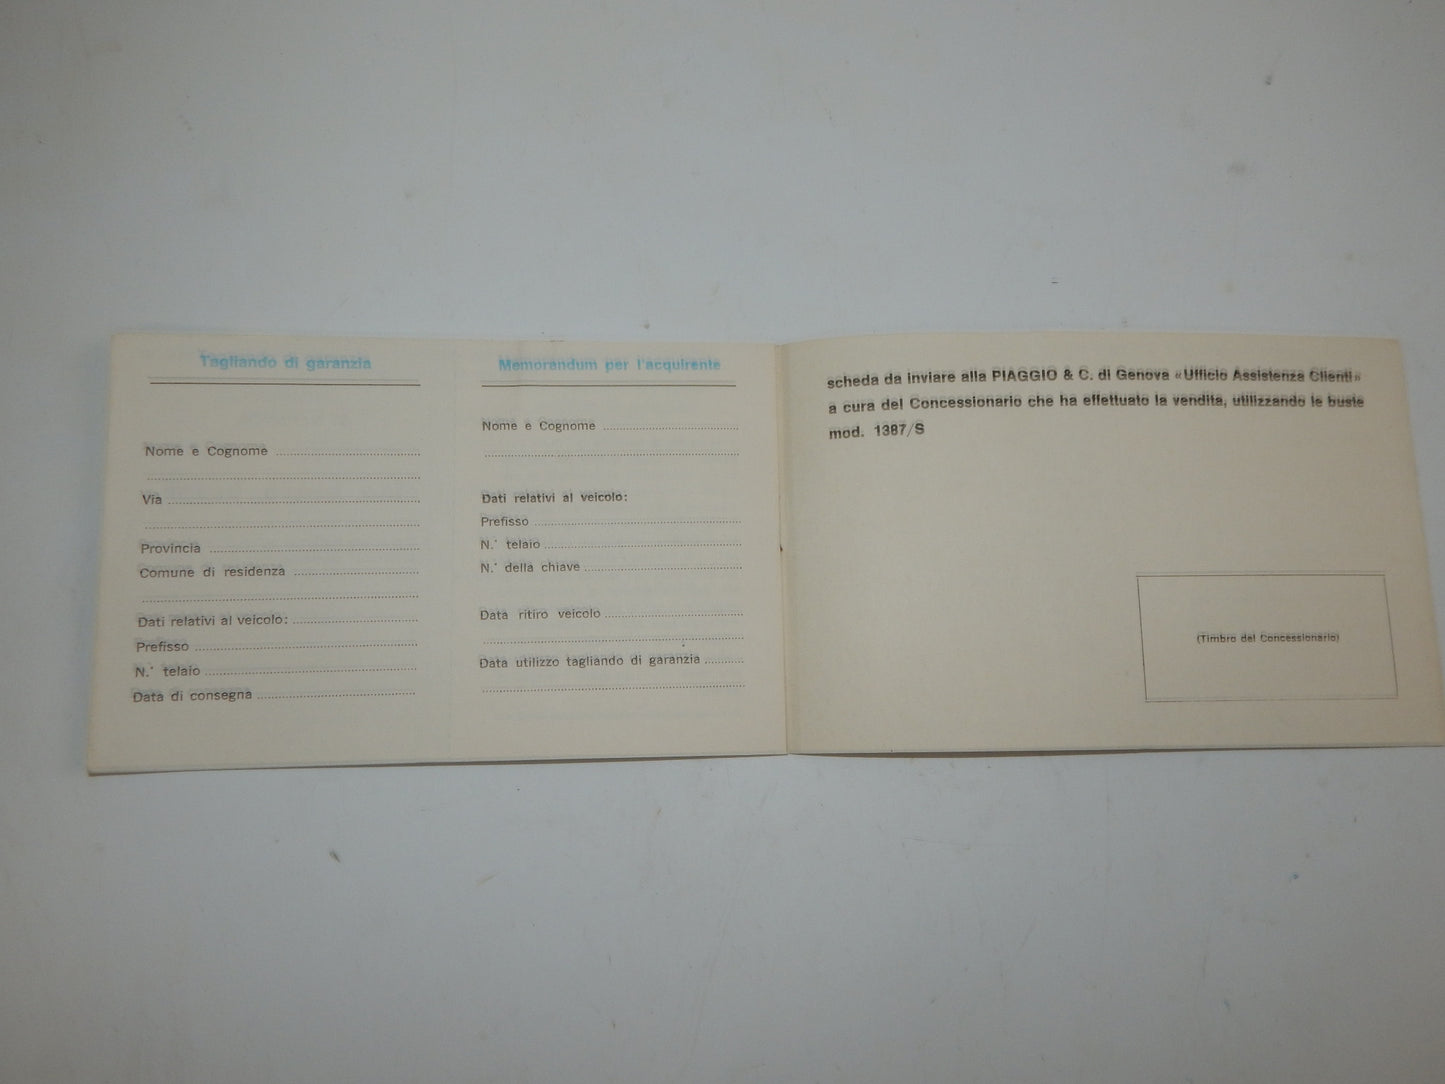 Tagliando di garanzia
Nome e Cognome
Via
Provincia
Comune di residenza
Dati relativi al veicolo:
Prefisso
N.° telaio
Data di consegna
Memorandum per l'acquirente
Nome e Cognome
Dati relativi al veicolo:
Prefisso
N.° telaio
N.° della chiave
Data ritiro veicolo
Data utilizzo tagliando di garanzia
scheda da inviare alla PIAGGIO & C. di Genova «Ufficio Assistenza Clienti»
a cura del Concessionario che ha effettuato la vendita, utilizzando le buste
mod. 1387/S
(Timbro del Concessionario)